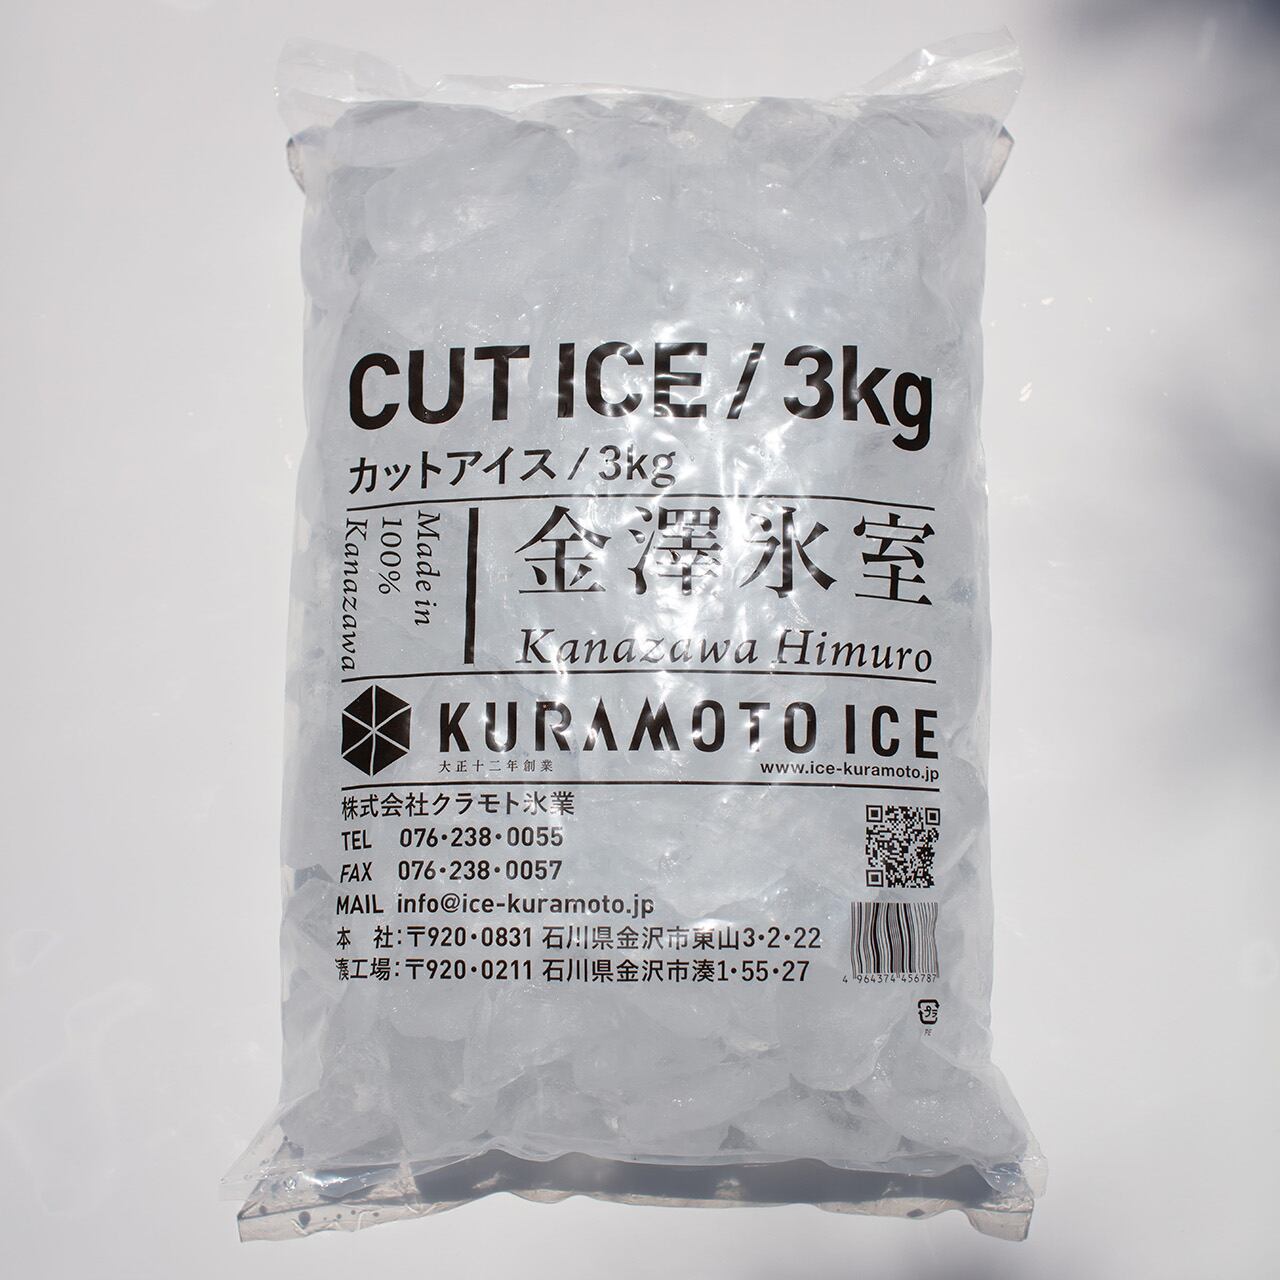 CUT ICE / 3kg
カットアイス / 3kg
Made in
100%
Kanazawa
金澤氷室
Kanazawa Himuro
KURAMOTO ICE
大正十二年創業
www.ice-kuramoto.jp
株式会社クラモト氷業
TEL 076・238・0055
FAX 076・238・0057
MAIL info@ice-kuramoto.jp
本 社：〒920・0831 石川県金沢市東山3・2・22
湊工場：〒920・0211 石川県金沢市湊1・55・27
4 964374 456787
プラ
PE